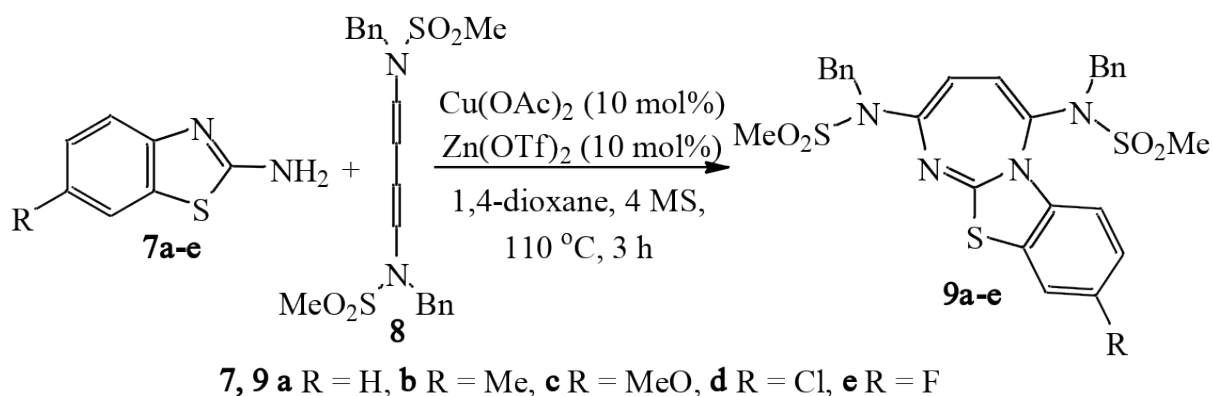 Bn SO2Me
N
Cu(OAc)2 (10 mol%)
Zn(OTf)2 (10 mol%)
1,4-dioxane, 4 MS,
110 °C, 3 h
N
S
NH2 +
R
7a-e
N
MeO2S Bn
8
Bn
N
MeO2S
Bn
N
SO2Me
N
N
S
R
9a-e
7, 9 a R = H, b R = Me, c R = MeO, d R = Cl, e R = F